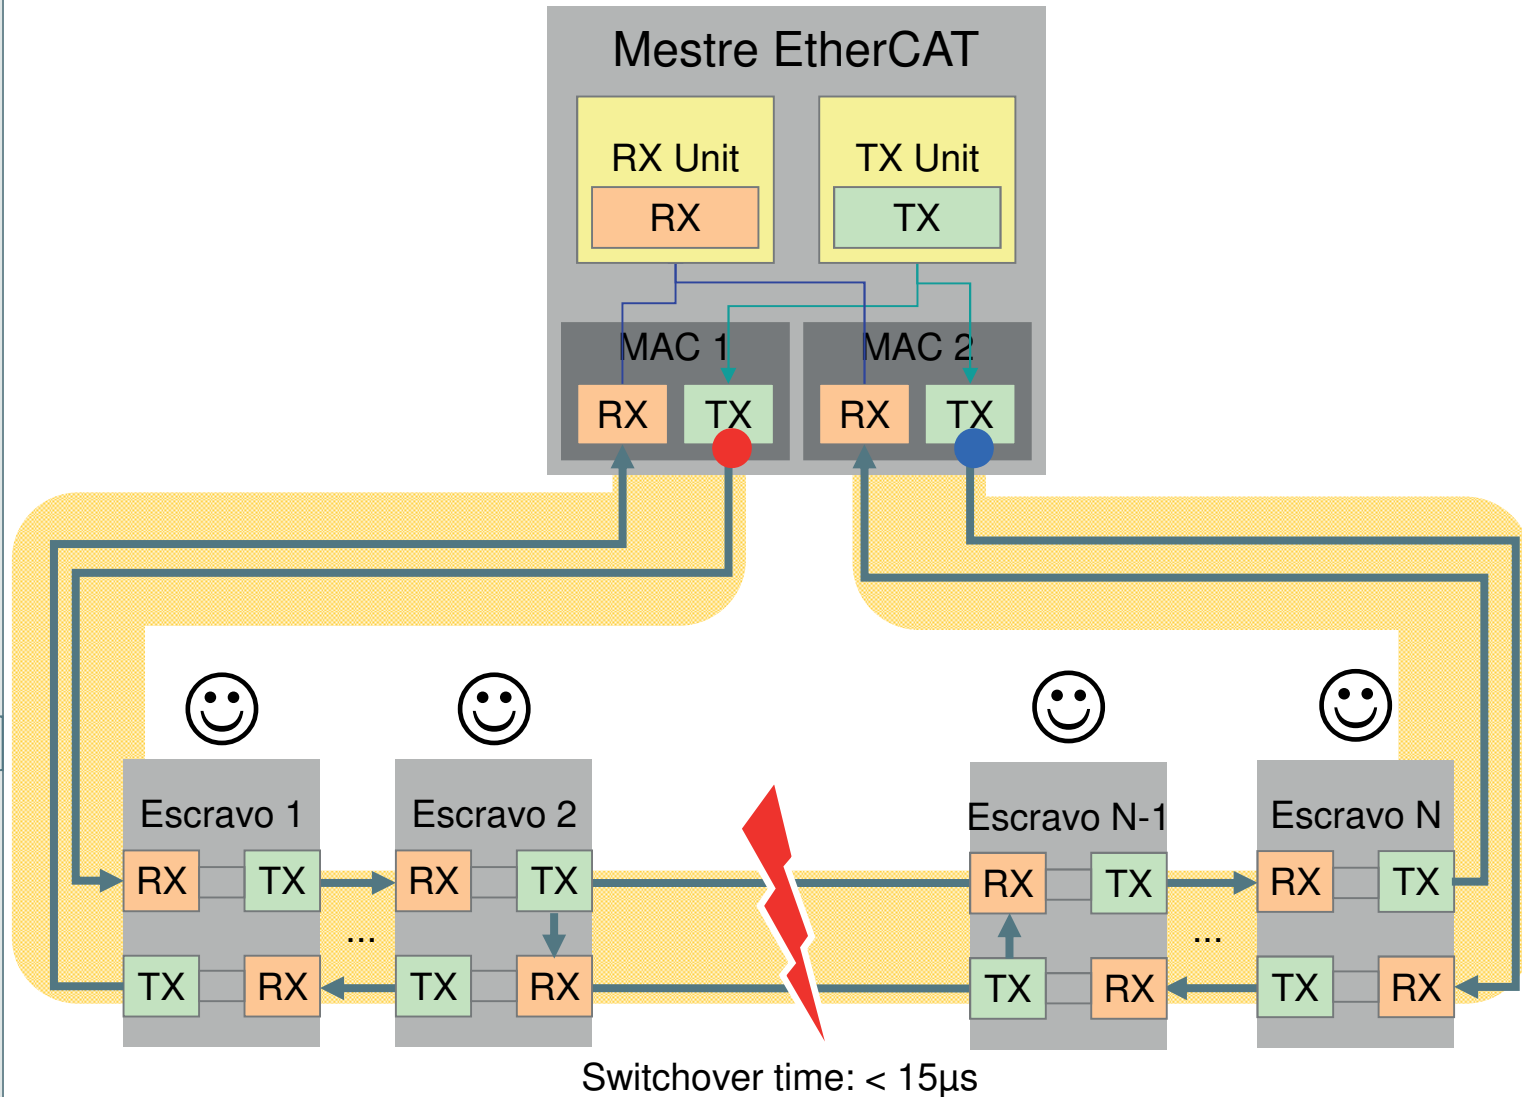 Mestre EtherCAT
RX Unit
TX Unit
RX
TX
MAC 1
MAC 2
RX
TX
RX
TX
Escravo 1
Escravo 2
Escravo N-1
Escravo N
RX
TX
RX
TX
RX
TX
RX
TX
...
...
TX
RX
TX
RX
TX
RX
TX
RX
Switchover time: < 15µs